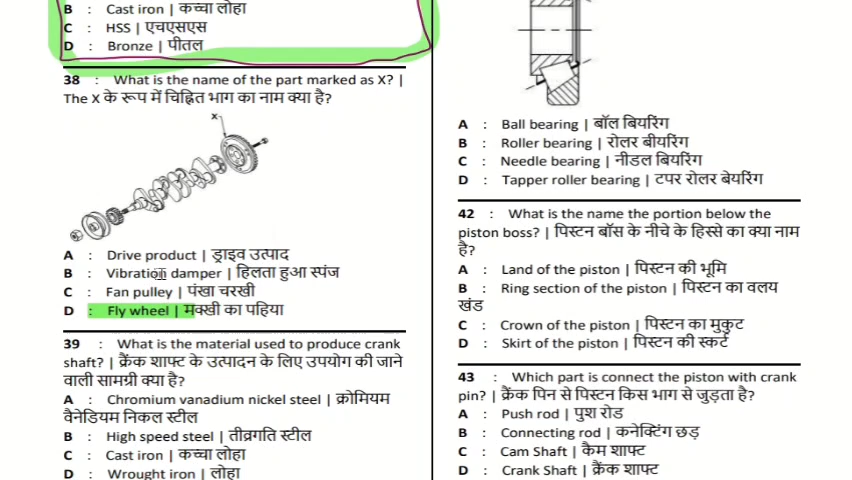 B : Cast iron | कच्चा लोहा
C : HSS | एचएसएस
D : Bronze | पीतल
38 : What is the name of the part marked as X? |
The X के रूप में चिह्नित भाग का नाम क्या है?
X
A : Drive product | ड्राइव उत्पाद
B : Vibration damper | हिलता हुआ स्पंज
C : Fan pulley | पंखा चरखी
D : Fly wheel | मक्खी का पहिया
39 : What is the material used to produce crank
shaft? | क्रैंक शाफ्ट के उत्पादन के लिए उपयोग की जाने
वाली सामग्री क्या है?
A : Chromium vanadium nickel steel | क्रोमियम
वैनेडियम निकल स्टील
B : High speed steel | तीव्रगति स्टील
C : Cast iron | कच्चा लोहा
D : Wrought iron | लोहा
A : Ball bearing | बॉल बियरिंग
B : Roller bearing | रोलर बीयरिंग
C : Needle bearing | नीडल बियरिंग
D : Tapper roller bearing | टपर रोलर बेयरिंग
42 : What is the name the portion below the
piston boss? | पिस्टन बॉस के नीचे के हिस्से का क्या नाम
है?
A : Land of the piston | पिस्टन की भूमि
B : Ring section of the piston | पिस्टन का वलय
खंड
C : Crown of the piston | पिस्टन का मुकुट
D : Skirt of the piston | पिस्टन की स्कर्ट
43 : Which part is connect the piston with crank
pin? | क्रैंक पिन से पिस्टन किस भाग से जुड़ता है?
A : Push rod | पुश रोड
B : Connecting rod | कनेक्टिंग छड़
C : Cam Shaft | कैम शाफ्ट
D : Crank Shaft | क्रैंक शाफ्ट